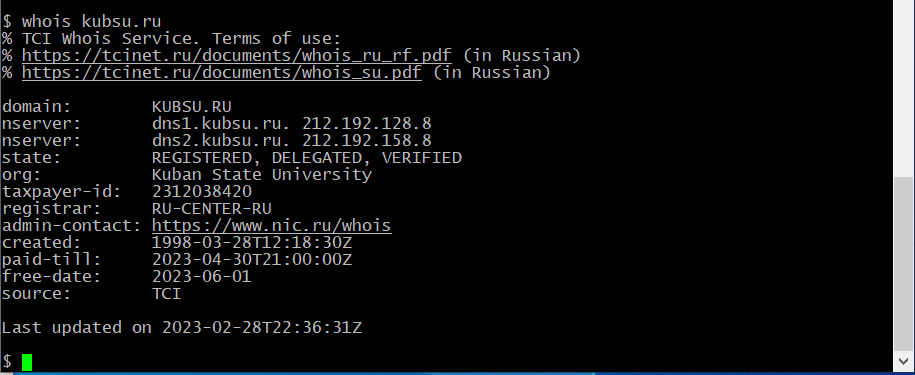 $ whois kubsu.ru
% TCI Whois Service. Terms of use:
% https://tcinet.ru/documents/whois_ru_rf.pdf (in Russian)
% https://tcinet.ru/documents/whois_su.pdf (in Russian)
domain:        KUBSU.RU
nserver:       dns1.kubsu.ru. 212.192.128.8
nserver:       dns2.kubsu.ru. 212.192.158.8
state:         REGISTERED, DELEGATED, VERIFIED
org:           Kuban State University
taxpayer-id:   2312038420
registrar:     RU-CENTER-RU
admin-contact: https://www.nic.ru/whois
created:       1998-03-28T12:18:30Z
paid-till:     2023-04-30T21:00:00Z
free-date:     2023-06-01
source:        TCI
Last updated on 2023-02-28T22:36:31Z
$